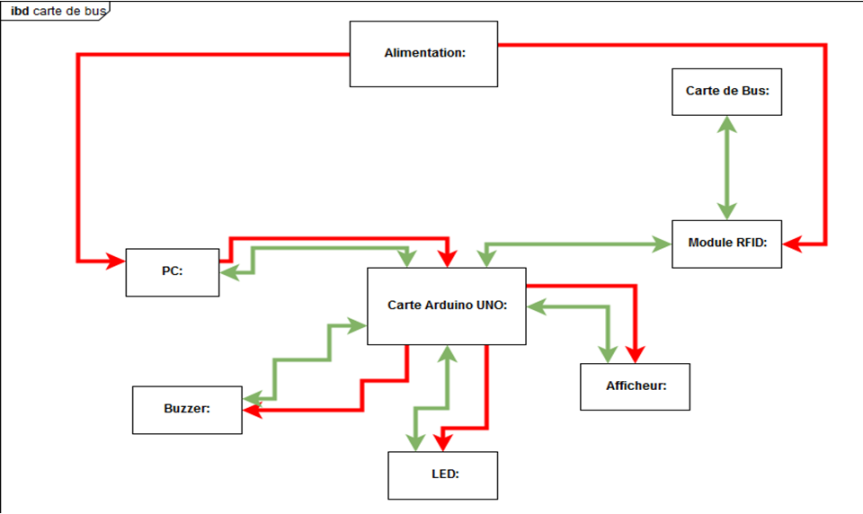 ibd carte de bus
Alimentation:
Carte de Bus:
Module RFID:
PC:
Carte Arduino UNO:
Afficheur:
Buzzer:
LED: